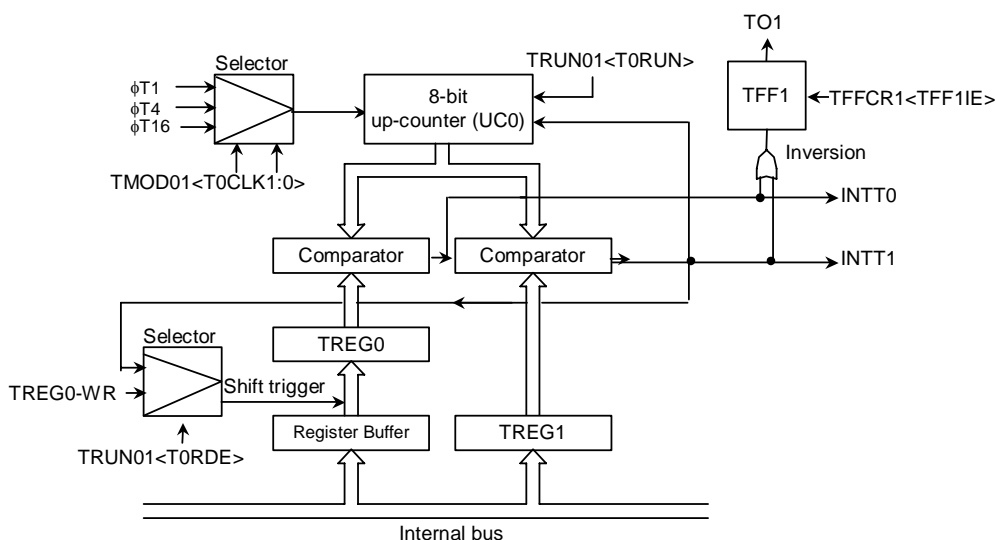 TO1
Selector
TRUN01<T0RUN>
ϕT1
ϕT4
ϕT16
8-bit
up-counter (UC0)
TFF1
TFFCR1<TFF1IE>
Inversion
TMOD01<T0CLK1:0>
INTT0
Comparator
Comparator
INTT1
Selector
TREG0
TREG0-WR
Shift trigger
Register Buffer
TREG1
TRUN01<T0RDE>
Internal bus